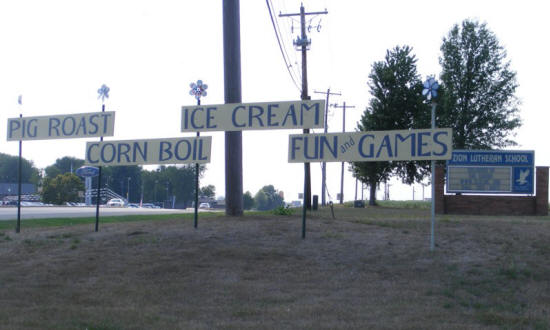 PIG ROAST
CORN BOIL
ICE CREAM
FUN and GAMES
ZION LUTHERAN SCHOOL